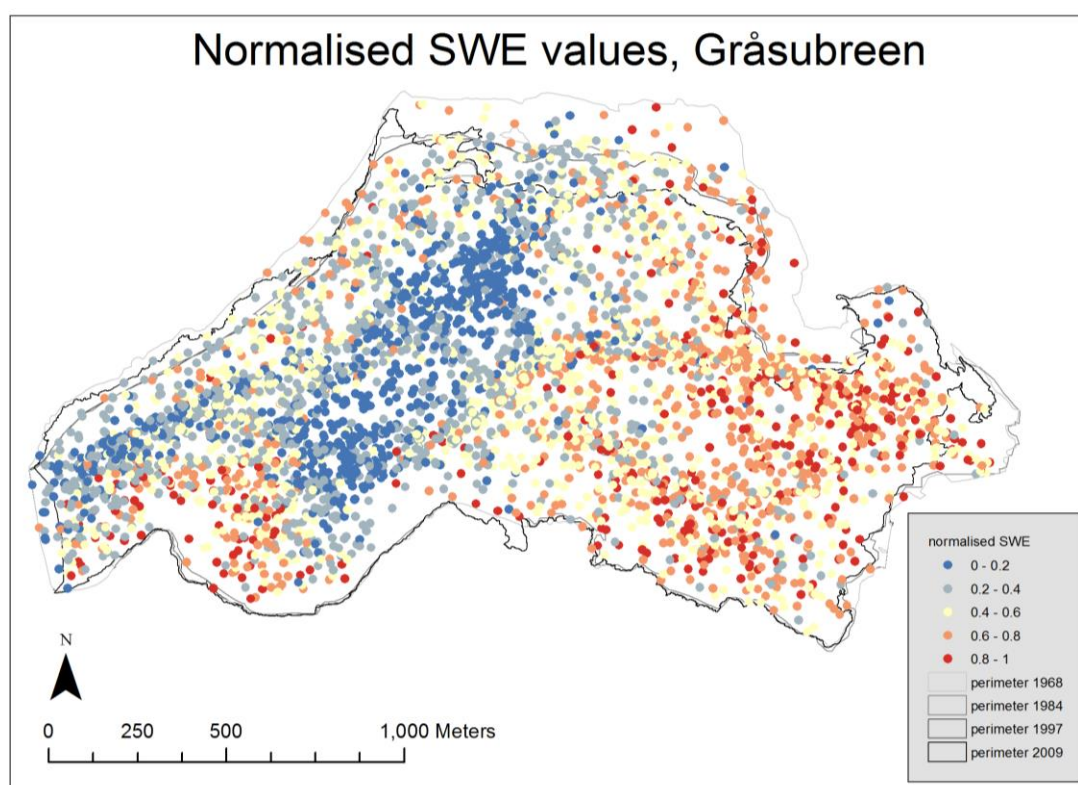 Normalised SWE values, Gråsubreen
normalised SWE
0 - 0.2
0.2 - 0.4
0.4 - 0.6
0.6 - 0.8
0.8 - 1
perimeter 1968
perimeter 1984
perimeter 1997
perimeter 2009
N
0 250 500 1,000 Meters